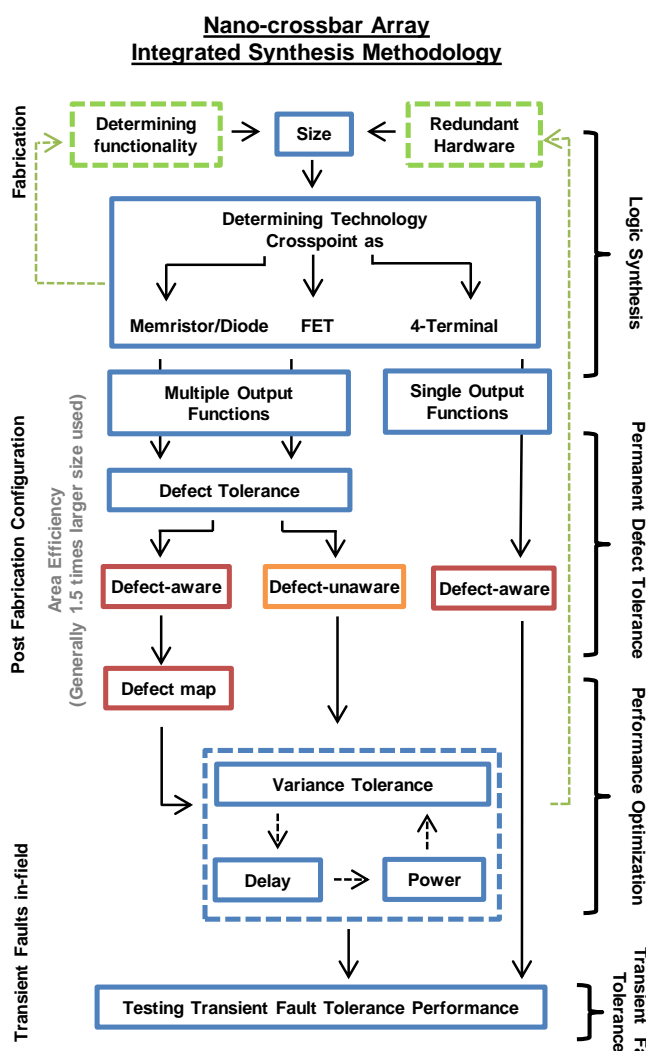 Nano-crossbar Array
Integrated Synthesis Methodology
Fabrication
Determining
functionality
Size
Redundant
Hardware
Logic Synthesis
Determining Technology
Crosspoint as
Memristor/Diode
FET
4-Terminal
Multiple Output
Functions
Single Output
Functions
Post Fabrication Configuration
Area Efficiency
(Generally 1.5 times larger size used)
Permanent Defect Tolerance
Defect Tolerance
Defect-aware
Defect-unaware
Defect-aware
Defect map
Performance Optimization
Variance Tolerance
Delay
Power
Transient Faults in-field
Testing Transient Fault Tolerance Performance
Transient Fa
Tolerance